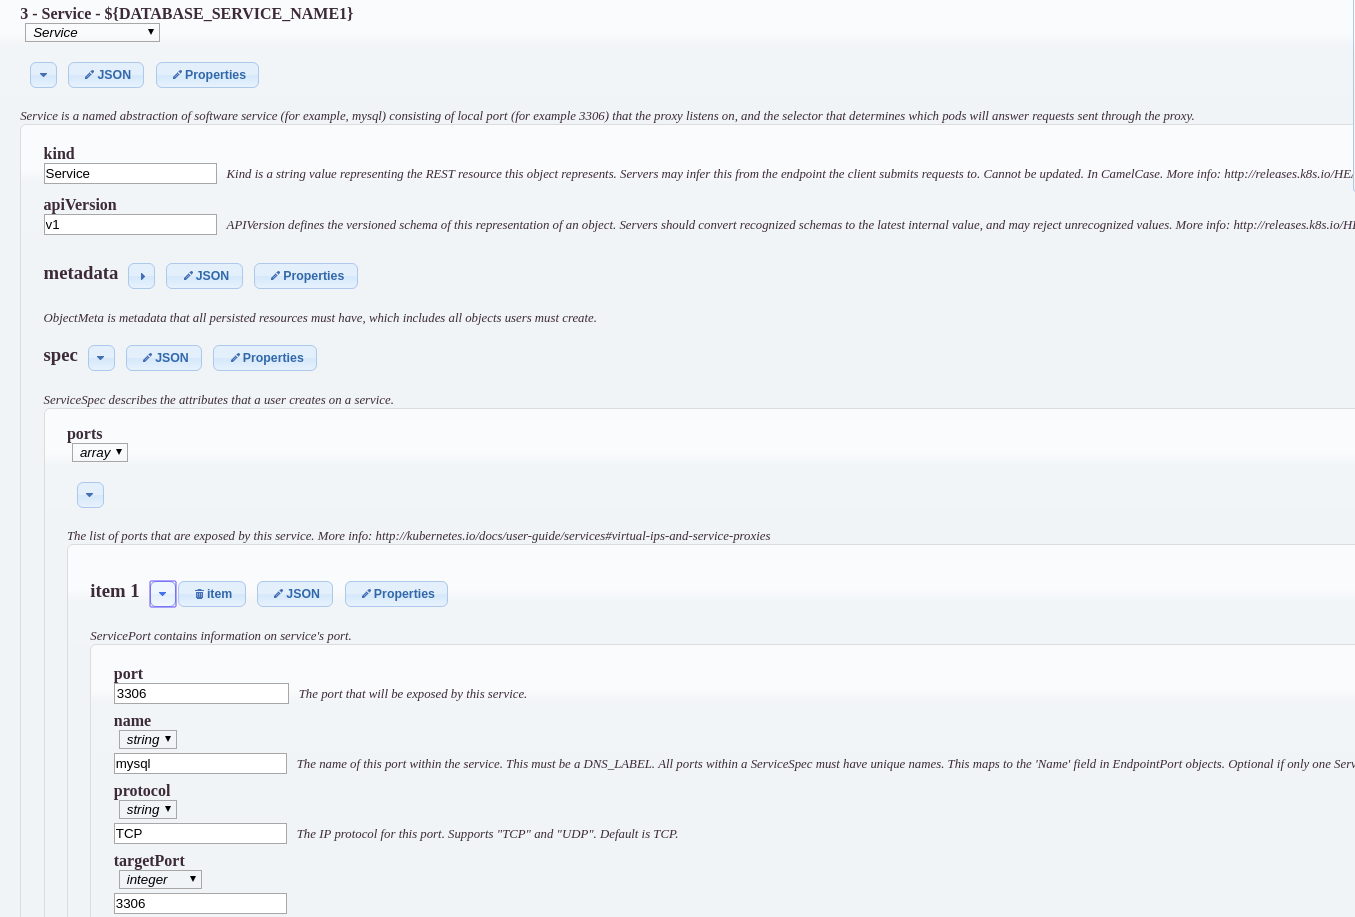 3 - Service - ${DATABASE_SERVICE_NAME1}
Service
JSON Properties
Service is a named abstraction of software service (for example, mysql) consisting of local port (for example 3306) that the proxy listens on, and the selector that determines which pods will answer requests sent through the proxy.
kind
Service Kind is a string value representing the REST resource this object represents. Servers may infer this from the endpoint the client submits requests to. Cannot be updated. In CamelCase. More info: http://releases.k8s.io/HEA
apiVersion
v1 APIVersion defines the versioned schema of this representation of an object. Servers should convert recognized schemas to the latest internal value, and may reject unrecognized values. More info: http://releases.k8s.io/HE
metadata JSON Properties
ObjectMeta is metadata that all persisted resources must have, which includes all objects users must create.
spec JSON Properties
ServiceSpec describes the attributes that a user creates on a service.
ports
array
The list of ports that are exposed by this service. More info: http://kubernetes.io/docs/user-guide/services#virtual-ips-and-service-proxies
item 1 item JSON Properties
ServicePort contains information on service's port.
port
3306 The port that will be exposed by this service.
name
string
mysql The name of this port within the service. This must be a DNS_LABEL. All ports within a ServiceSpec must have unique names. This maps to the 'Name' field in EndpointPort objects. Optional if only one Serv
protocol
string
TCP The IP protocol for this port. Supports "TCP" and "UDP". Default is TCP.
targetPort
integer
3306